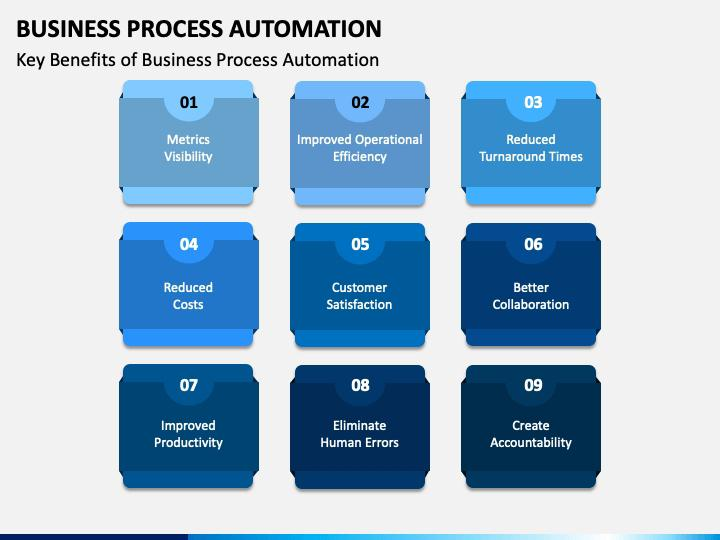 BUSINESS PROCESS AUTOMATION
Key Benefits of Business Process Automation
01
Metrics
Visibility
02
Improved Operational
Efficiency
03
Reduced
Turnaround Times
04
Reduced
Costs
05
Customer
Satisfaction
06
Better
Collaboration
07
Improved
Productivity
08
Eliminate
Human Errors
09
Create
Accountability